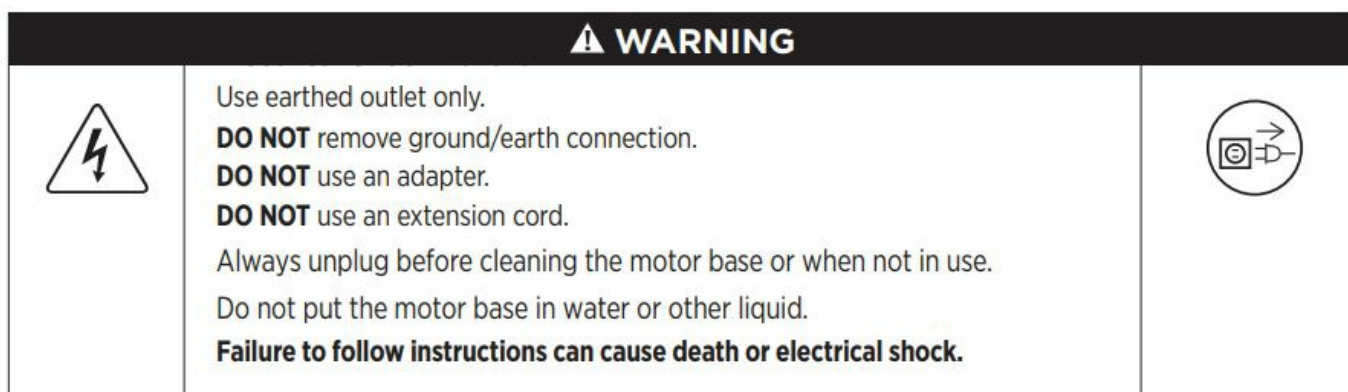 WARNING
Use earthed outlet only.
DO NOT remove ground/earth connection.
DO NOT use an adapter.
DO NOT use an extension cord.
Always unplug before cleaning the motor base or when not in use.
Do not put the motor base in water or other liquid.
Failure to follow instructions can cause death or electrical shock.